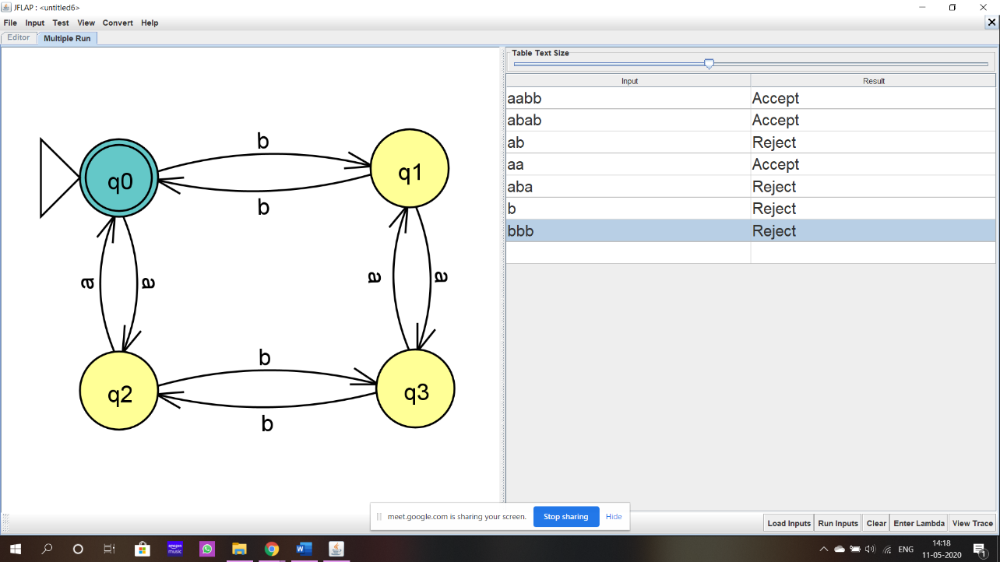 JFLAP : <untitled6>
File Input Test View Convert Help
Editor Multiple Run
Table Text Size
Input Result
aabb Accept
abab Accept
ab Reject
aa Accept
aba Reject
b Reject
bbb Reject
b
q0
q1
b
a
a
a
a
b
q2
q3
b
meet.google.com is sharing your screen. Stop sharing Hide
Load Inputs Run Inputs Clear Enter Lambda View Trace
amazon music
W
ENG
14:18
11-05-2020
1